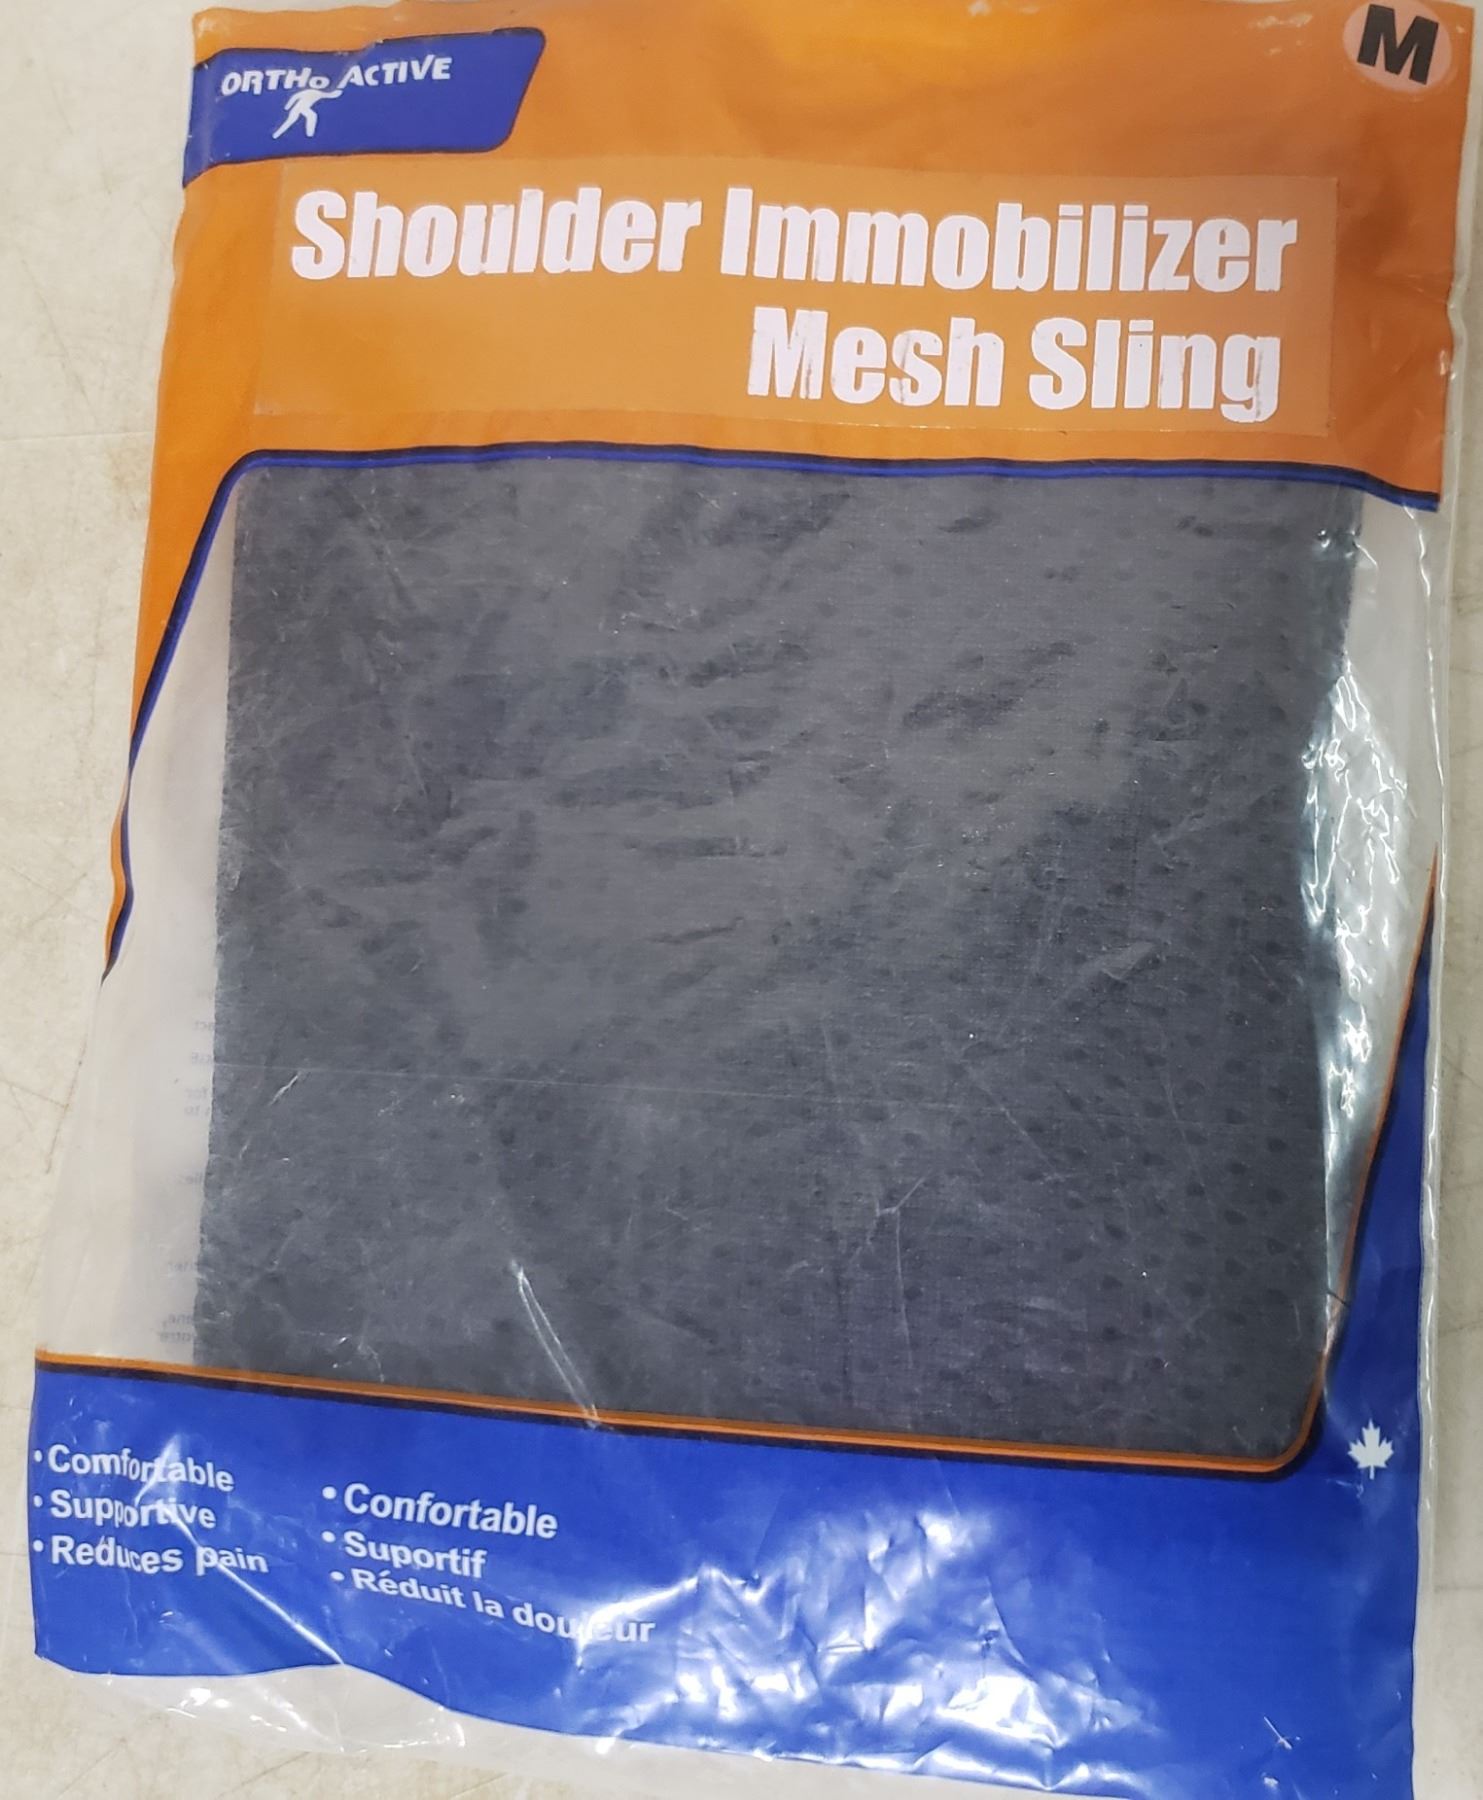 ORTHO ACTIVE
M
Shoulder Immobilizer
Mesh Sling
• Comfortable
• Supportive
• Reduces pain
• Confortable
• Suportif
• Réduit la douleur